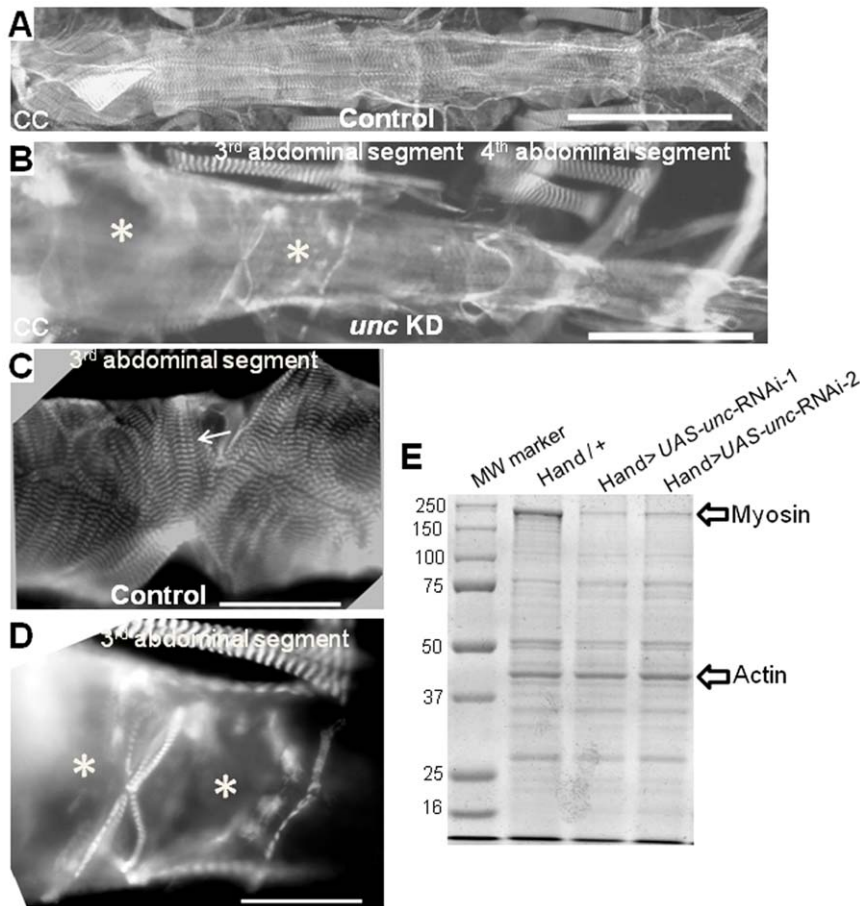 A
CC
Control
B
3rd abdominal segment 4th abdominal segment
*
*
CC
unc KD
C
3rd abdominal segment
Control
D
3rd abdominal segment
*
*
E
MW marker
Hand/+
Hand>UAS-unc-RNAi-1
Hand>UAS-unc-RNAi-2
250
150
100
75
50
37
25
16
Myosin
Actin